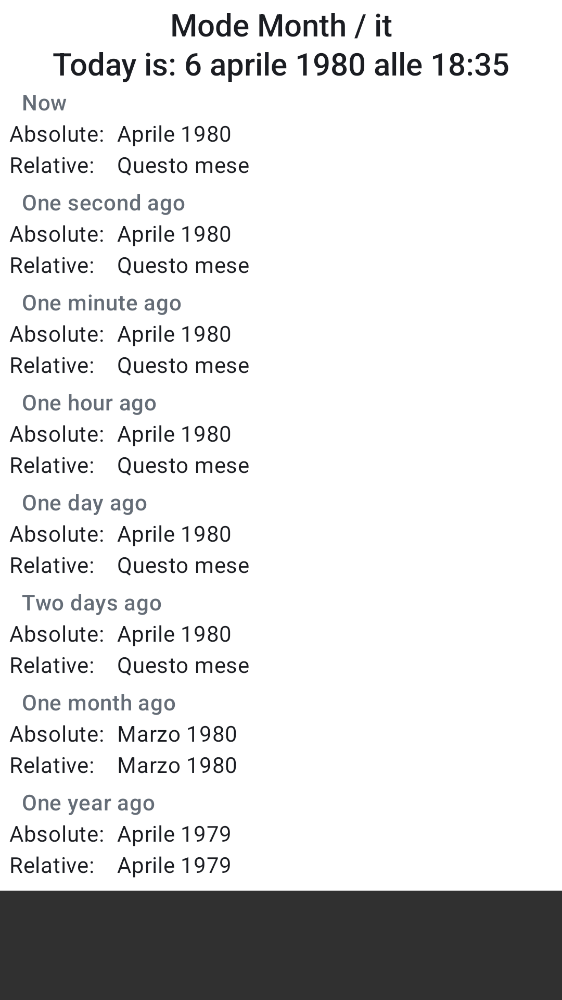 Mode Month / it
Today is: 6 aprile 1980 alle 18:35
Now
Absolute: Aprile 1980
Relative: Questo mese
One second ago
Absolute: Aprile 1980
Relative: Questo mese
One minute ago
Absolute: Aprile 1980
Relative: Questo mese
One hour ago
Absolute: Aprile 1980
Relative: Questo mese
One day ago
Absolute: Aprile 1980
Relative: Questo mese
Two days ago
Absolute: Aprile 1980
Relative: Questo mese
One month ago
Absolute: Marzo 1980
Relative: Marzo 1980
One year ago
Absolute: Aprile 1979
Relative: Aprile 1979